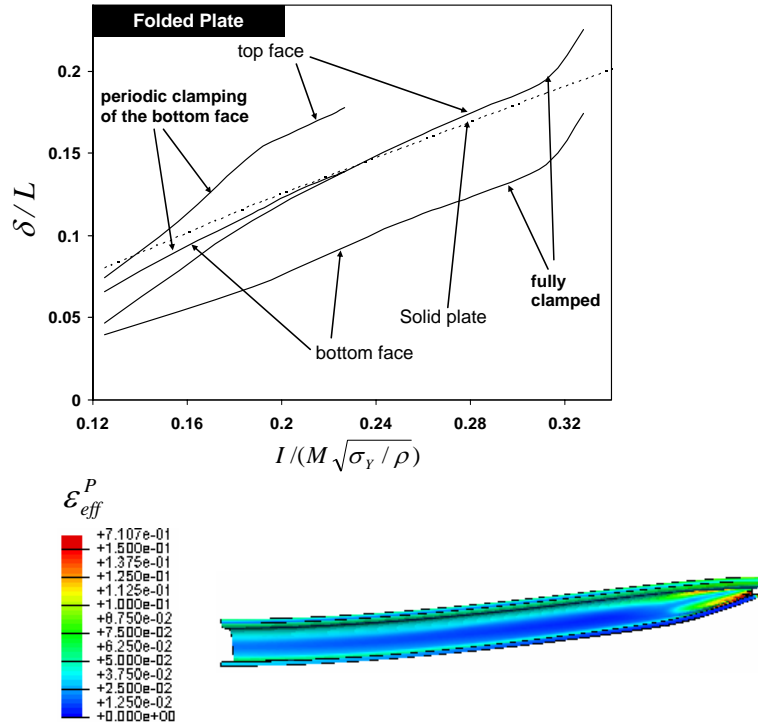 Folded Plate
top face
0.2
periodic clamping
of the bottom face
0.15
δ/L
0.1
fully
clamped
0.05
Solid plate
bottom face
0
0.12 0.16 0.2 0.24 0.28 0.32
I/(M√σ_Y/ρ)
ε^P_eff
+7.107e-01
+1.500e-01
+1.375e-01
+1.250e-01
+1.125e-01
+1.000e-01
+8.750e-02
+7.500e-02
+6.250e-02
+5.000e-02
+3.750e-02
+2.500e-02
+1.250e-02
+0.000e+00